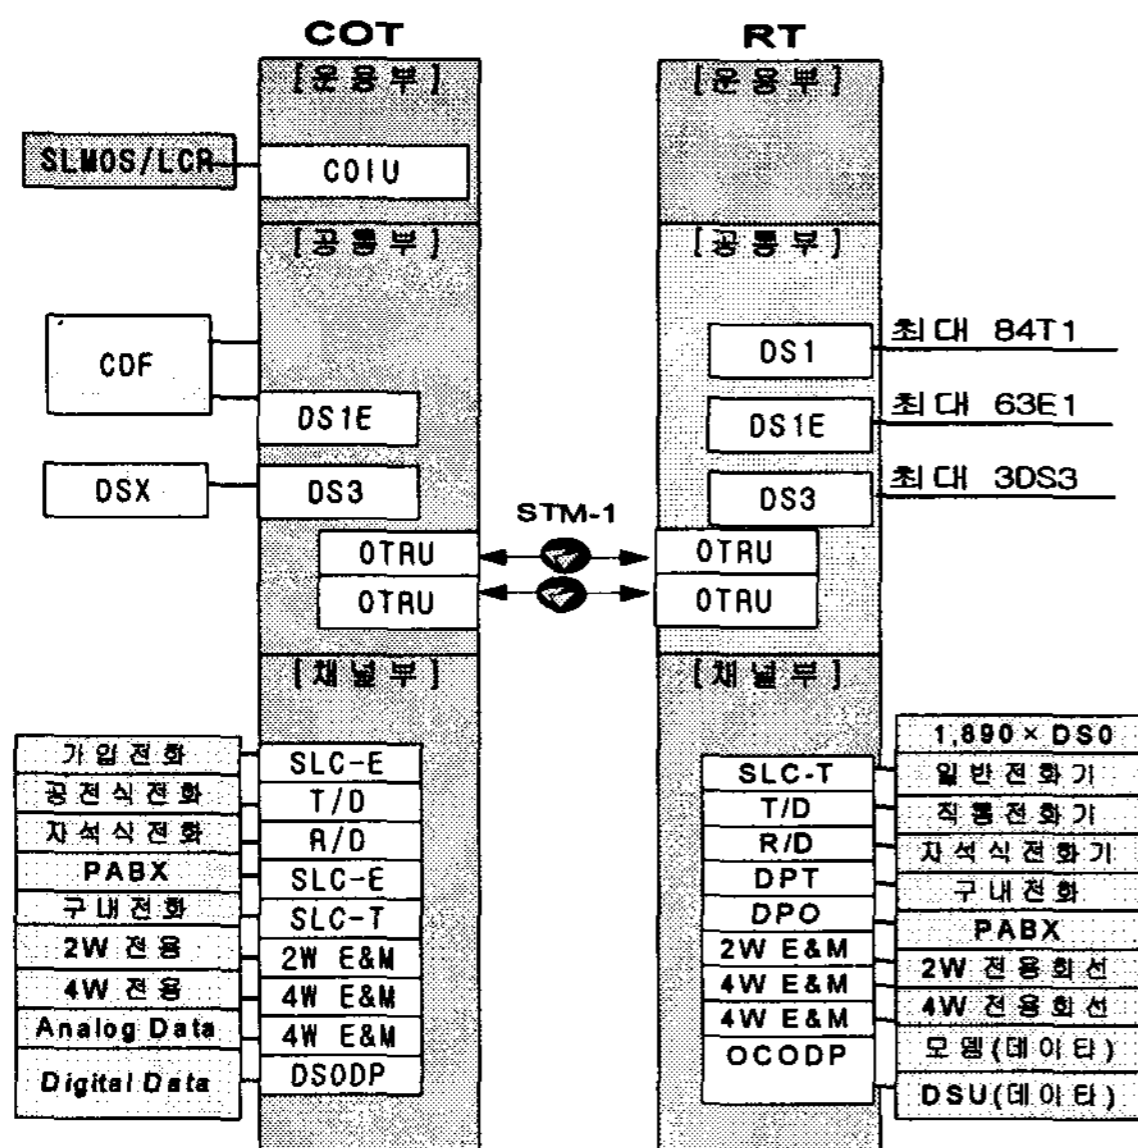 COT
RT
[운용부]
[운용부]
SLMOS/LCR
COIU
[공통부]
[공통부]
CDF
DS1
최대 84T1
DS1E
DS1E
최대 63E1
DSX
DS3
DS3
최대 3DS3
STM-1
OTRU
OTRU
OTRU
OTRU
[채널부]
[채널부]
가입전화
SLC-E
공전식전화
T/D
자석식전화
R/D
PABX
SLC-E
구내전화
SLC-T
2W 전용
2W E&M
4W 전용
4W E&M
Analog Data
4W E&M
Digital Data
DS0DP
1,890 × DS0
SLC-T
일반전화기
T/D
직통전화기
R/D
자석식전화기
DPT
구내전화
DPO
PABX
2W E&M
2W 전용회선
4W E&M
4W 전용회선
4W E&M
모뎀(데이타)
OCODP
DSU(데이타)